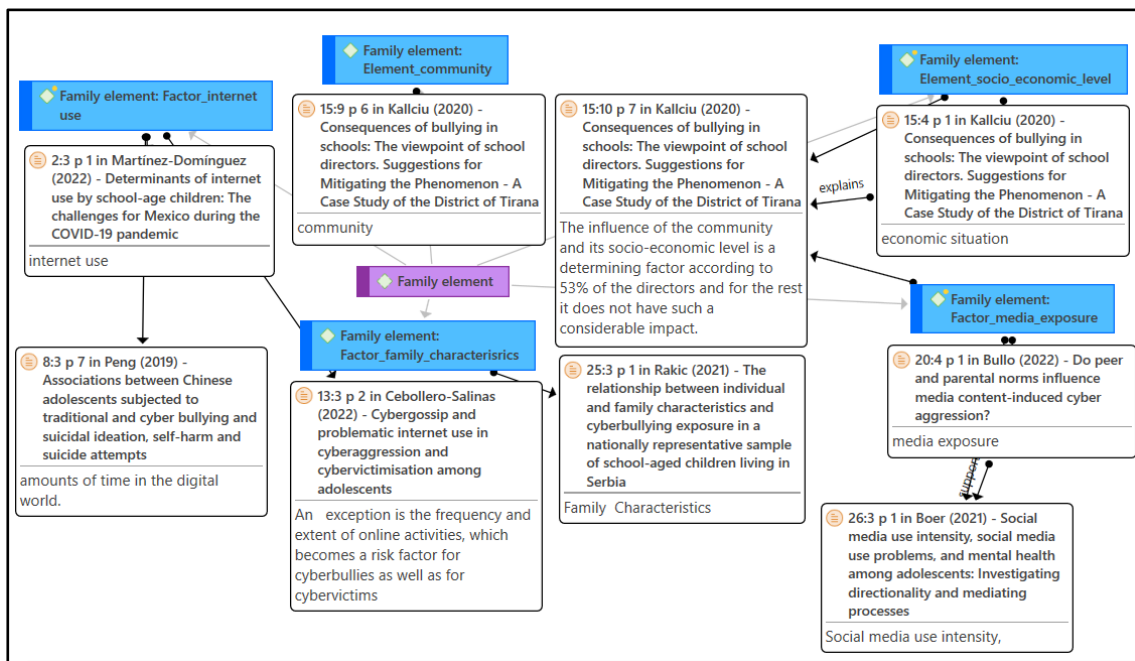 Family element:
Element_community
Family element:
Element_socio_economic_level
Family element: Factor_internet
use
15:9 p 6 in Kallciu (2020) -
Consequences of bullying in
schools: The viewpoint of school
directors. Suggestions for
Mitigating the Phenomenon - A
Case Study of the District of Tirana
community
15:10 p 7 in Kallciu (2020) -
Consequences of bullying in
schools: The viewpoint of school
directors. Suggestions for
Mitigating the Phenomenon - A
Case Study of the District of Tirana
The influence of the community
and its socio-economic level is a
determining factor according to
53% of the directors and for the rest
it does not have such a
considerable impact.
explains
15:4 p 1 in Kallciu (2020) -
Consequences of bullying in
schools: The viewpoint of school
directors. Suggestions for
Mitigating the Phenomenon - A
Case Study of the District of Tirana
economic situation
2:3 p 1 in Martínez-Domínguez
(2022) - Determinants of internet
use by school-age children: The
challenges for Mexico during the
COVID-19 pandemic
internet use
Family element
Family element:
Factor_family_characterisrics
Family element:
Factor_media_exposure
8:3 p 7 in Peng (2019) -
Associations between Chinese
adolescents subjected to
traditional and cyber bullying and
suicidal ideation, self-harm and
suicide attempts
amounts of time in the digital
world.
13:3 p 2 in Cebollero-Salinas
(2022) - Cybergossip and
problematic internet use in
cyberaggression and
cybervictimisation among
adolescents
An exception is the frequency and
extent of online activities, which
becomes a risk factor for
cyberbullies as well as for
cybervictims
25:3 p 1 in Rakic (2021) - The
relationship between individual
and family characteristics and
cyberbullying exposure in a
nationally representative sample
of school-aged children living in
Serbia
Family Characteristics
20:4 p 1 in Bullo (2022) - Do peer
and parental norms influence
media content-induced cyber
aggression?
media exposure
support
26:3 p 1 in Boer (2021) - Social
media use intensity, social media
use problems, and mental health
among adolescents: Investigating
directionality and mediating
processes
Social media use intensity,